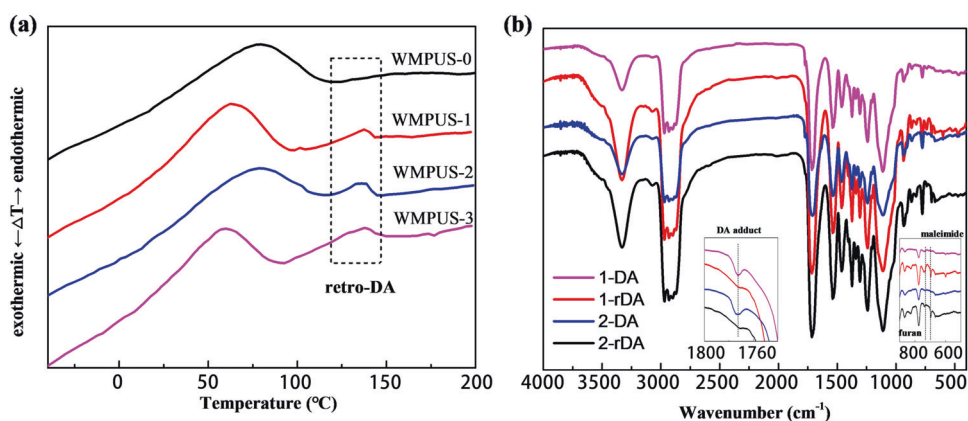 (a)
WMPUS-0
WMPUS-1
WMPUS-2
WMPUS-3
retro-DA
exothermic ←ΔT→ endothermic
0 50 100 150 200
Temperature (°C)
(b)
DA adduct
maleimide
1-DA
1-rDA
2-DA
2-rDA
furan
1800 1760
800 600
4000 3500 3000 2500 2000 1500 1000 500
Wavenumber (cm⁻¹)